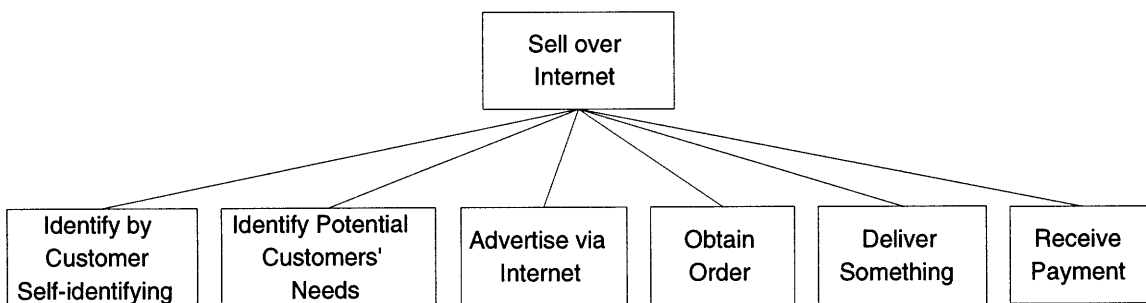 Sell over
Internet
Identify by
Customer
Self-identifying
Identify Potential
Customers'
Needs
Advertise via
Internet
Obtain
Order
Deliver
Something
Receive
Payment